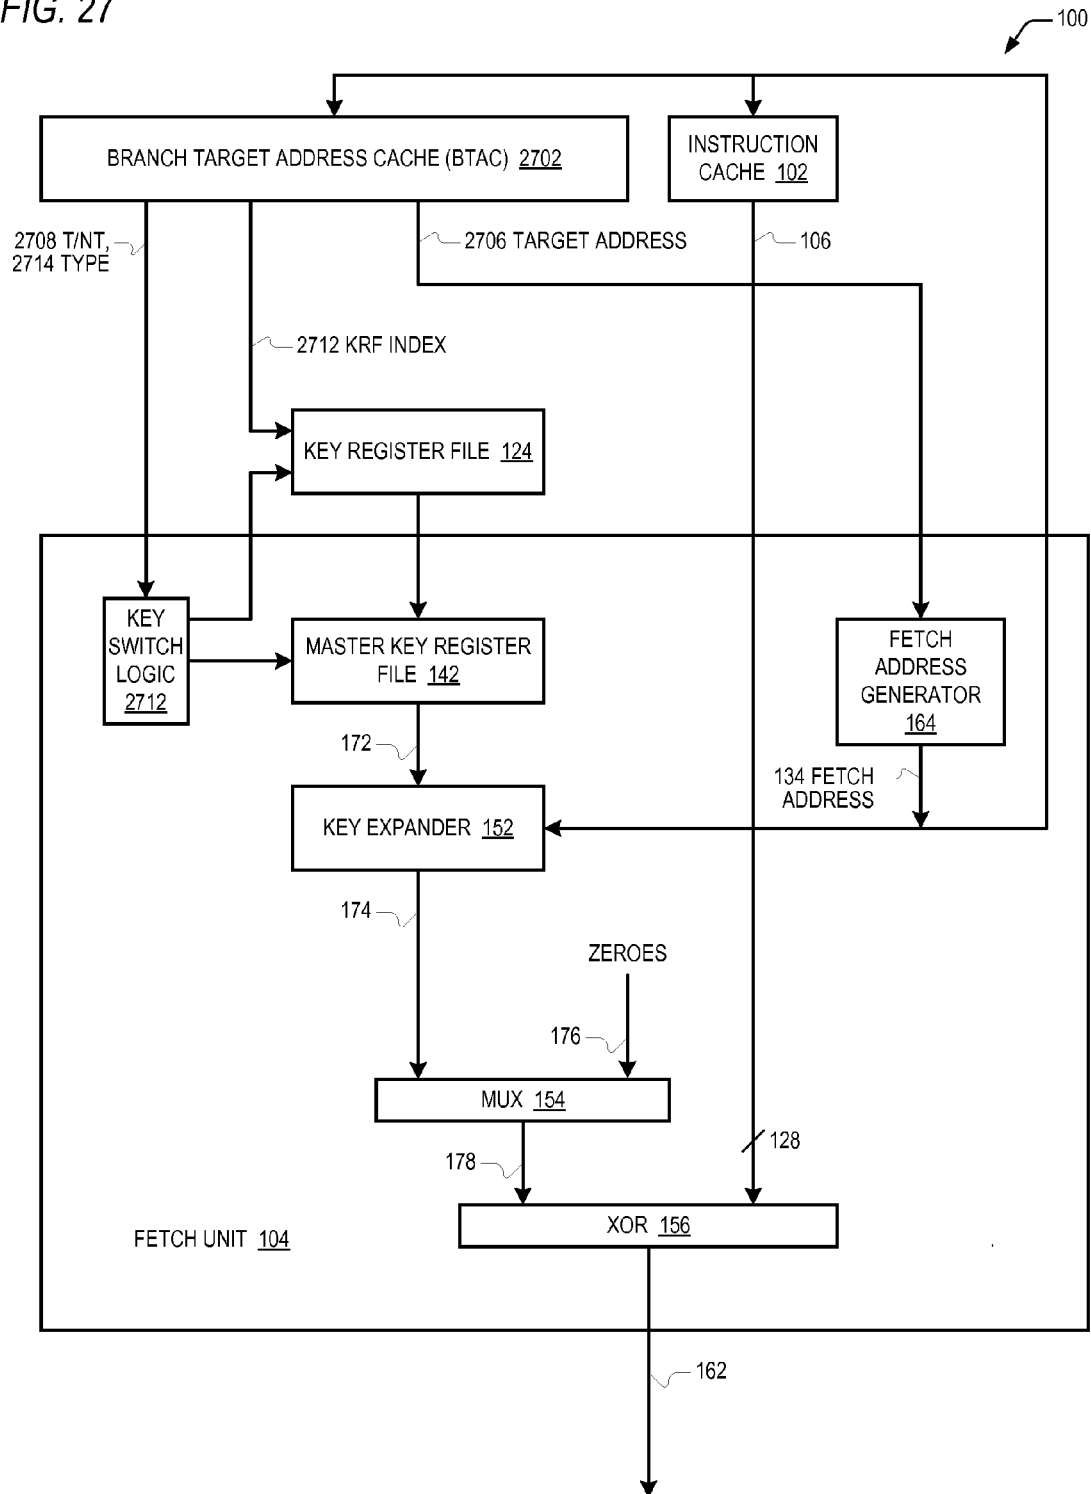 FIG. 27
100
BRANCH TARGET ADDRESS CACHE (BTAC) 2702
INSTRUCTION
CACHE 102
2708 T/NT,
2714 TYPE
2706 TARGET ADDRESS
106
2712 KRF INDEX
KEY REGISTER FILE 124
KEY
SWITCH
LOGIC
2712
MASTER KEY REGISTER
FILE 142
FETCH
ADDRESS
GENERATOR
164
172
134 FETCH
ADDRESS
KEY EXPANDER 152
174
ZEROES
176
MUX 154
128
178
XOR 156
FETCH UNIT 104
162